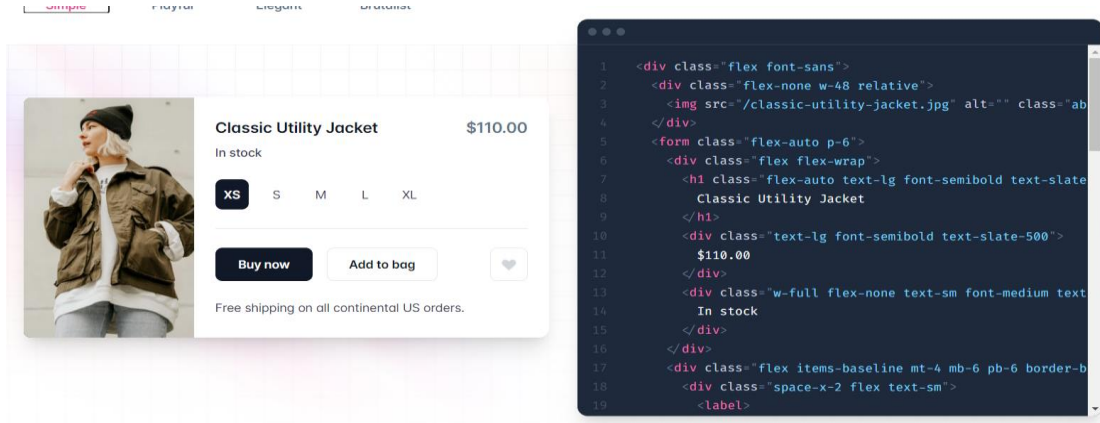 Simple Playful Elegant Brutalist
Classic Utility Jacket $110.00
In stock
XS S M L XL
Buy now Add to bag
Free shipping on all continental US orders.
1 <div class="flex font-sans">
2 <div class="flex-none w-48 relative">
3 <img src="/classic-utility-jacket.jpg" alt="" class="ab
4 </div>
5 <form class="flex-auto p-6">
6 <div class="flex flex-wrap">
7 <h1 class="flex-auto text-lg font-semibold text-slate
8 Classic Utility Jacket
9 </h1>
10 <div class="text-lg font-semibold text-slate-500">
11 $110.00
12 </div>
13 <div class="w-full flex-none text-sm font-medium text
14 In stock
15 </div>
16 </div>
17 <div class="flex items-baseline mt-4 mb-6 pb-6 border-b
18 <div class="space-x-2 flex text-sm">
19 <label>